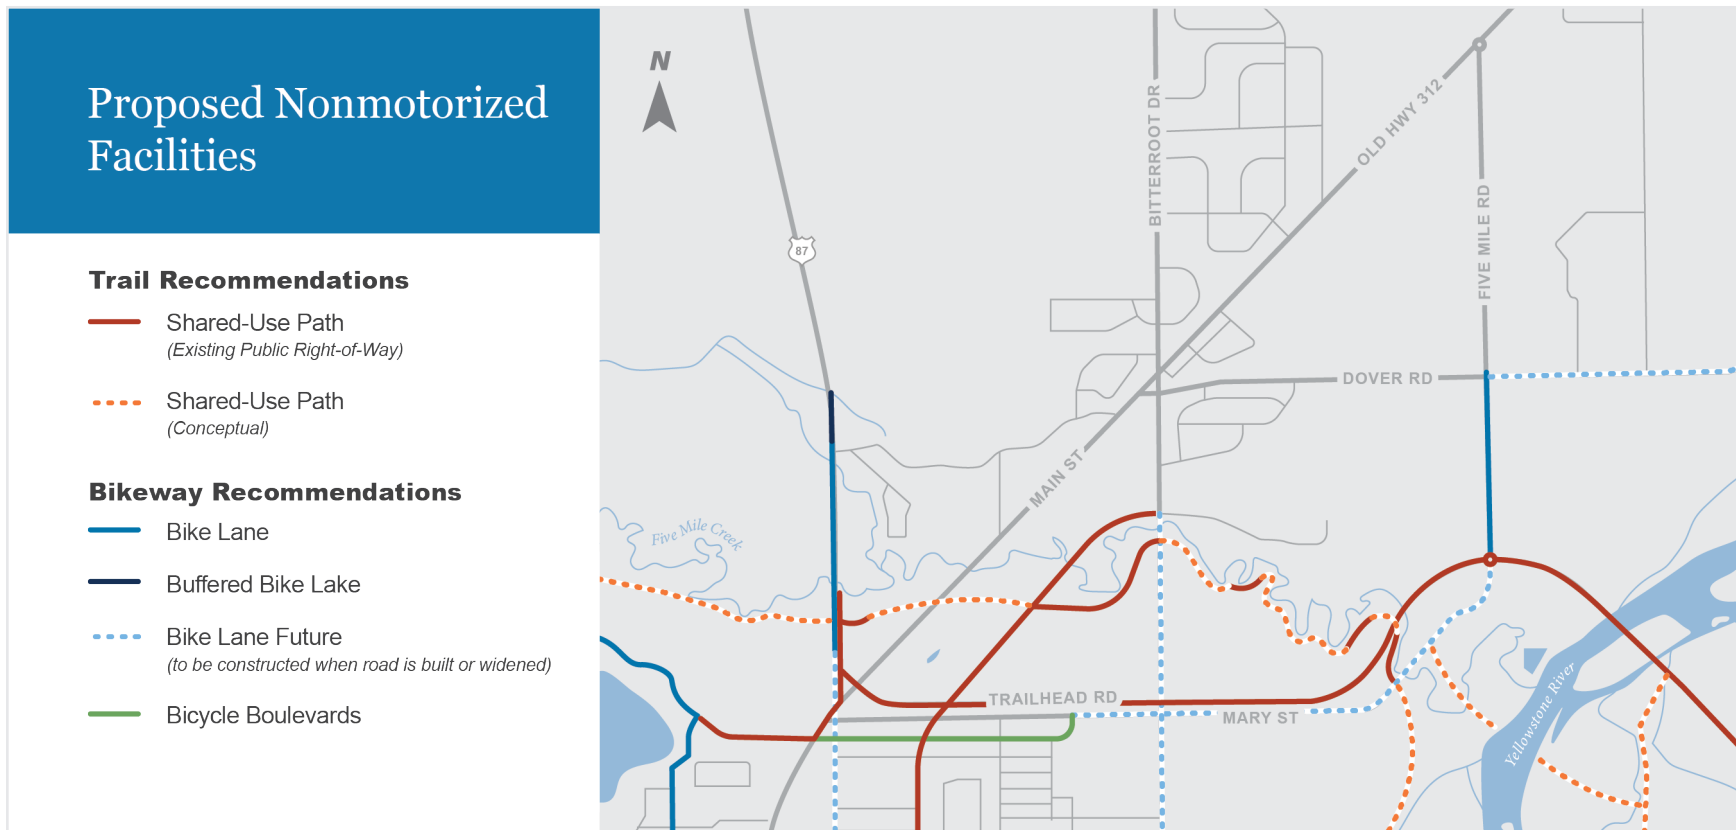 Proposed Nonmotorized
Facilities
Trail Recommendations
Shared-Use Path
(Existing Public Right-of-Way)
Shared-Use Path
(Conceptual)
Bikeway Recommendations
Bike Lane
Buffered Bike Lake
Bike Lane Future
(to be constructed when road is built or widened)
Bicycle Boulevards
N
87
BITTERROOT DR
OLD HWY 312
FIVE MILE RD
DOVER RD
MAIN ST
Five Mile Creek
TRAILHEAD RD
MARY ST
Yellowstone River